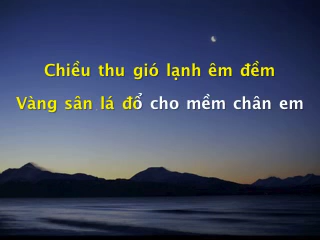 Chiều thu gió lạnh êm đềm
Vàng sân lá đổ cho mềm chân em